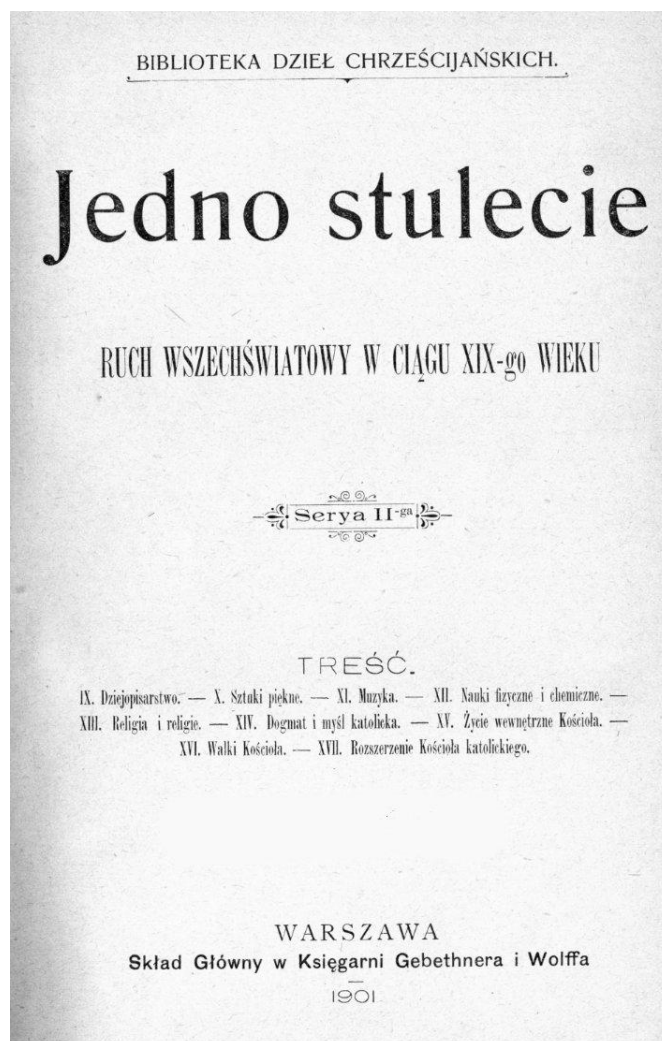 BIBLIOTEKA DZIEŁ CHRZEŚCIJAŃSKICH.
Jedno stulecie
RUCH WSZECHŚWIATOWY W CIĄGU XIX-go WIEKU
Serya II-ga
TREŚĆ.
IX. Dziejopisarstwo. — X. Sztuki piękne. — XI. Muzyka. — XII. Nauki fizyczne i chemiczne. —
XIII. Religia i religie. — XIV. Dogmat i myśl katolicka. — XV. Życie wewnętrzne Kościoła. —
XVI. Walki Kościoła. — XVII. Rozszerzenie Kościoła katolickiego.
WARSZAWA
Skład Główny w Księgarni Gebethnera i Wolffa
1901